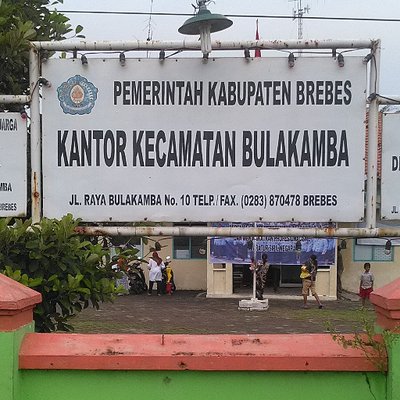 PEMERINTAH KABUPATEN BREBES
KANTOR KECAMATAN BULAKAMBA
JL. RAYA BULAKAMBA No. 10 TELP./ FAX. (0283) 870478 BREBES